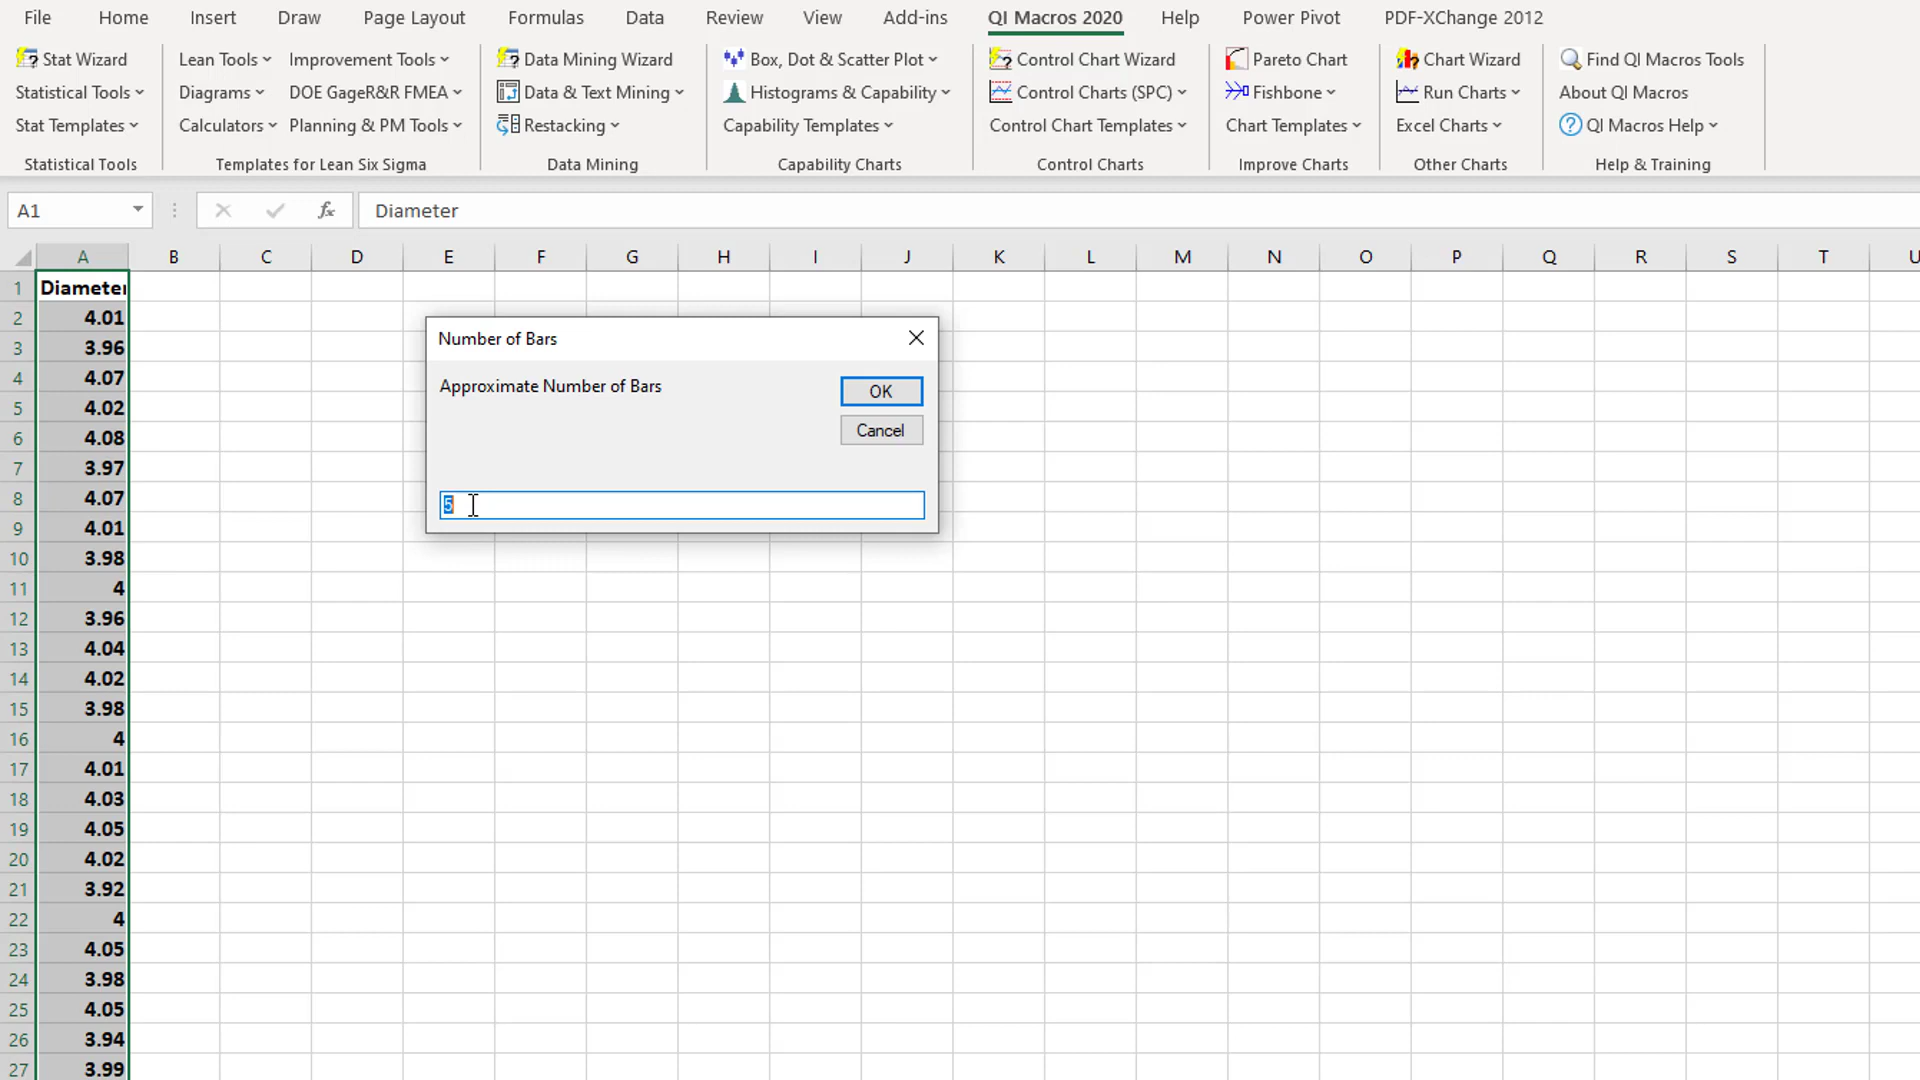 File Home Insert Draw Page Layout Formulas Data Review View Add-ins QI Macros 2020 Help Power Pivot PDF-XChange 2012
Stat Wizard Lean Tools Improvement Tools Data Mining Wizard Box, Dot & Scatter Plot Control Chart Wizard Pareto Chart Chart Wizard Find QI Macros Tools
Statistical Tools Diagrams DOE GageR&R FMEA Data & Text Mining Histograms & Capability Control Charts (SPC) Fishbone Run Charts About QI Macros
Stat Templates Calculators Planning & PM Tools Restacking Capability Templates Control Chart Templates Chart Templates Excel Charts QI Macros Help
Statistical Tools Templates for Lean Six Sigma Data Mining Capability Charts Control Charts Improve Charts Other Charts Help & Training
A1 fx Diameter
A B C D E F G H I J K L M N O P Q R S T U
1 Diameter
2 4.01
3 3.96
4 4.07
5 4.02
6 4.08
7 3.97
8 4.07
9 4.01
10 3.98
11 4
12 3.96
13 4.04
14 4.02
15 3.98
16 4
17 4.01
18 4.03
19 4.05
20 4.02
21 3.92
22 4
23 4.05
24 3.98
25 4.05
26 3.94
27 3.99
Number of Bars
Approximate Number of Bars
OK
Cancel
5